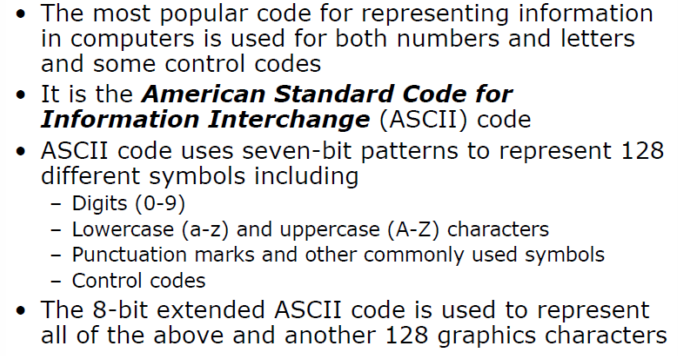 • The most popular code for representing information
in computers is used for both numbers and letters
and some control codes
• It is the American Standard Code for
Information Interchange (ASCII) code
• ASCII code uses seven-bit patterns to represent 128
different symbols including
– Digits (0-9)
– Lowercase (a-z) and uppercase (A-Z) characters
– Punctuation marks and other commonly used symbols
– Control codes
• The 8-bit extended ASCII code is used to represent
all of the above and another 128 graphics characters